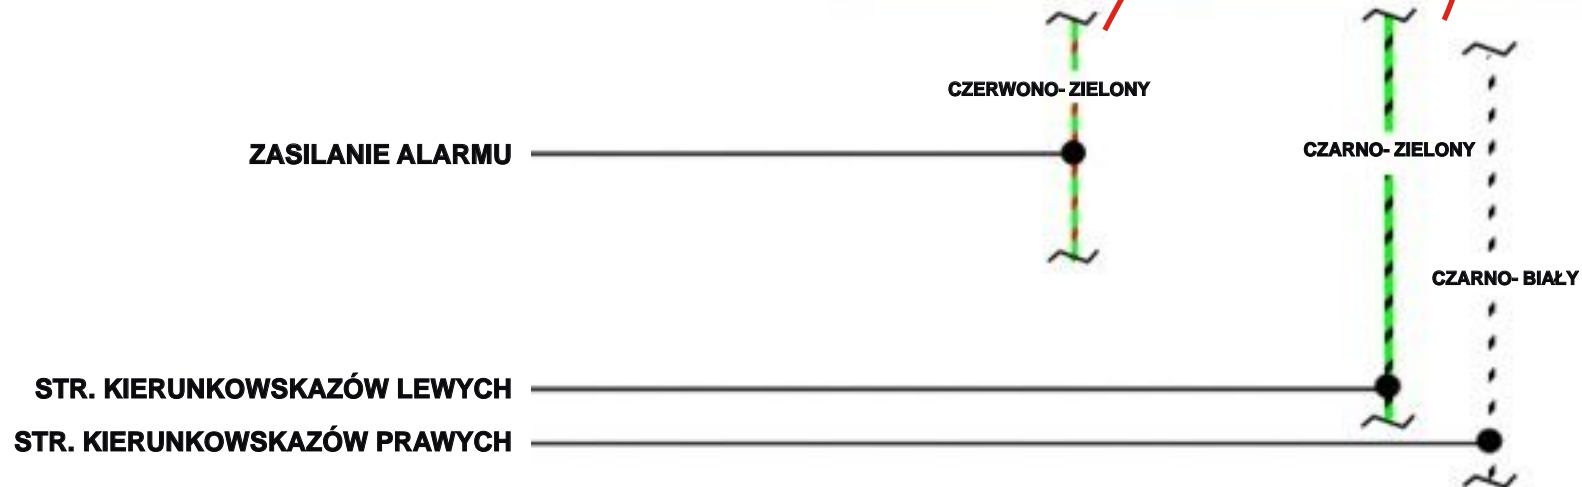 CZERWONO- ZIELONY
ZASILANIE ALARMU
CZARNO- ZIELONY
CZARNO- BIAŁY
STR. KIERUNKOWSKAZÓW LEWYCH
STR. KIERUNKOWSKAZÓW PRAWYCH